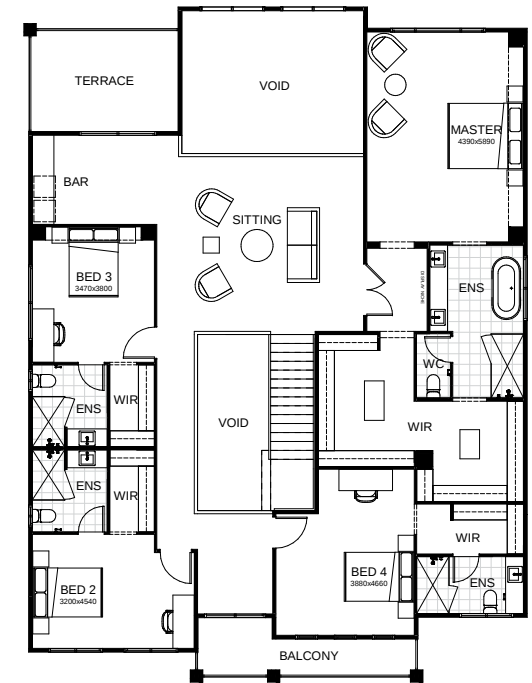 TERRACE
VOID
MASTER
4390x5890
BAR
SITTING
BED 3
3470x3800
ENS
WC
ENS
WIR
VOID
WIR
ENS
WIR
WIR
BED 2
3200x4540
BED 4
3880x4660
ENS
BALCONY